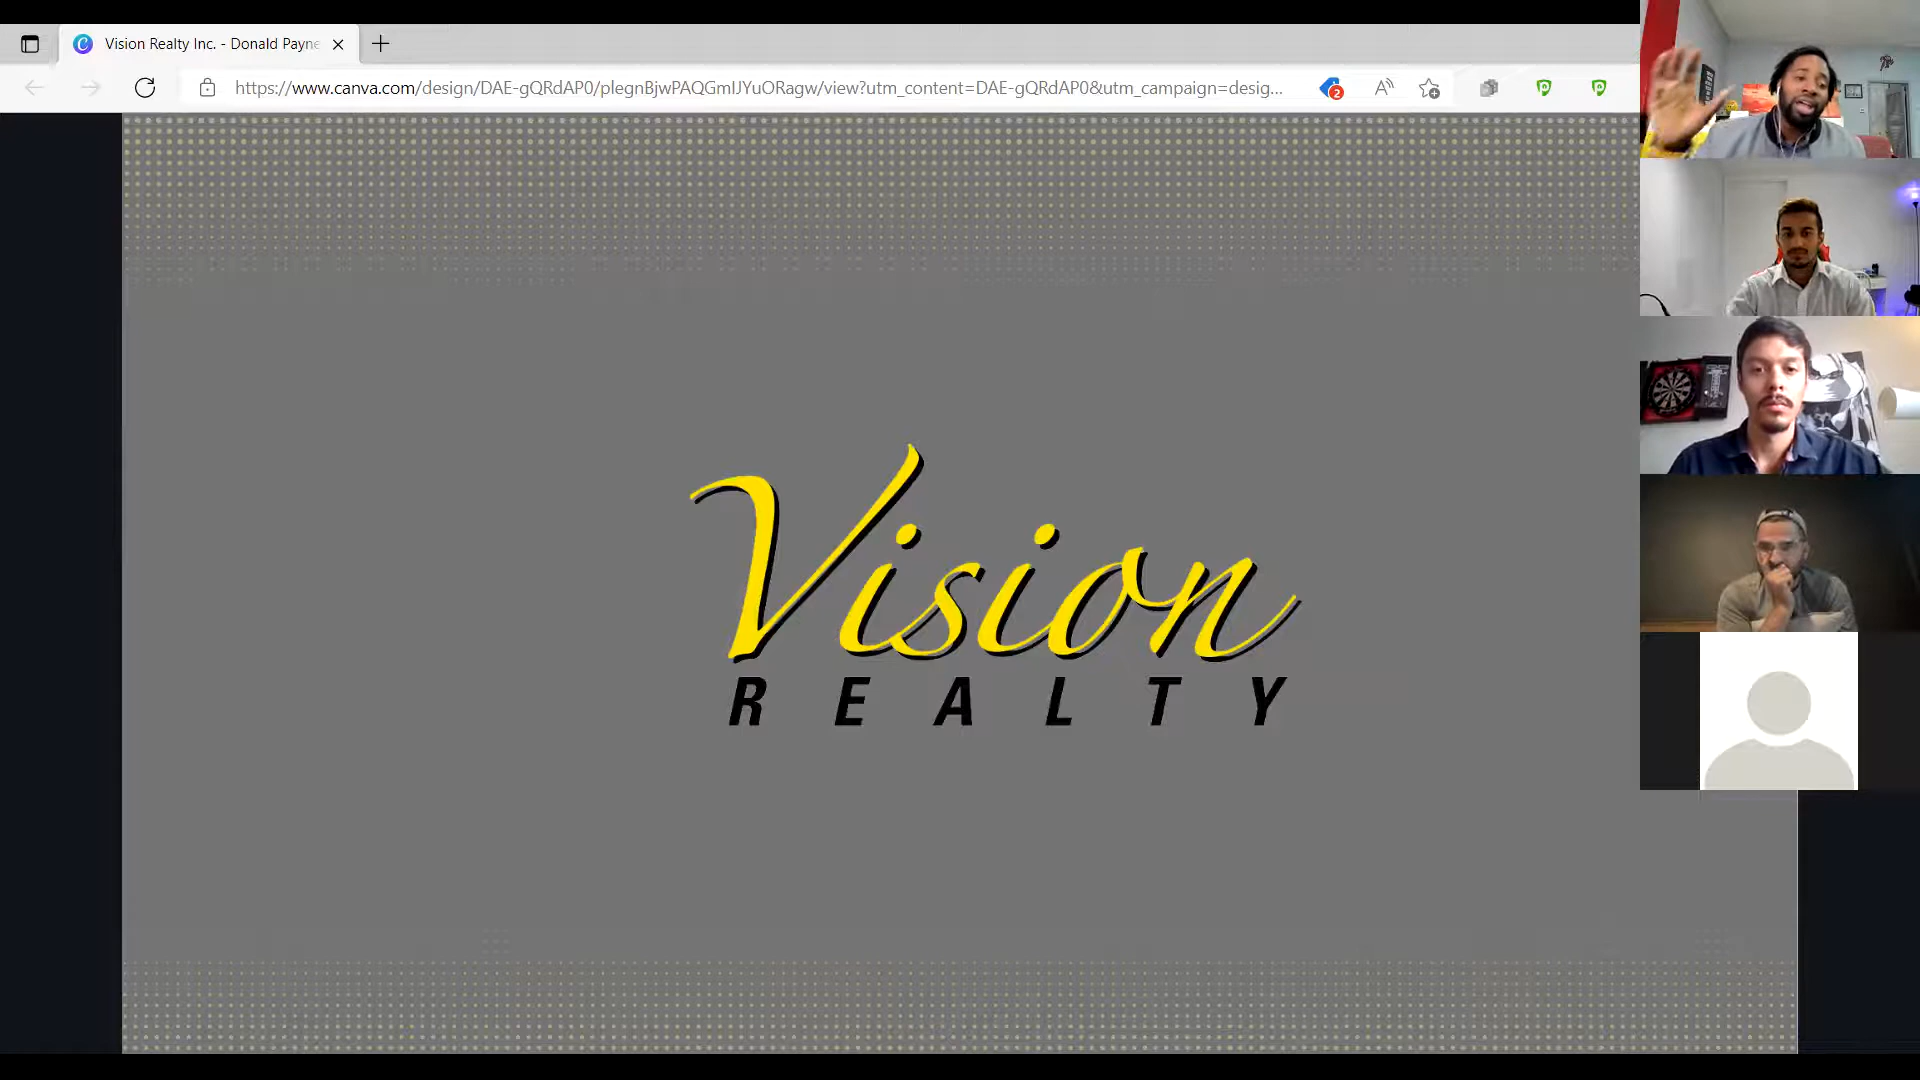 Vision Realty Inc. - Donald Payne
https://www.canva.com/design/DAE-gQRdAP0/plegnBjwPAQGmIJYuORagw/view?utm_content=DAE-gQRdAP0&utm_campaign=desig...
2
Vision
REALTY